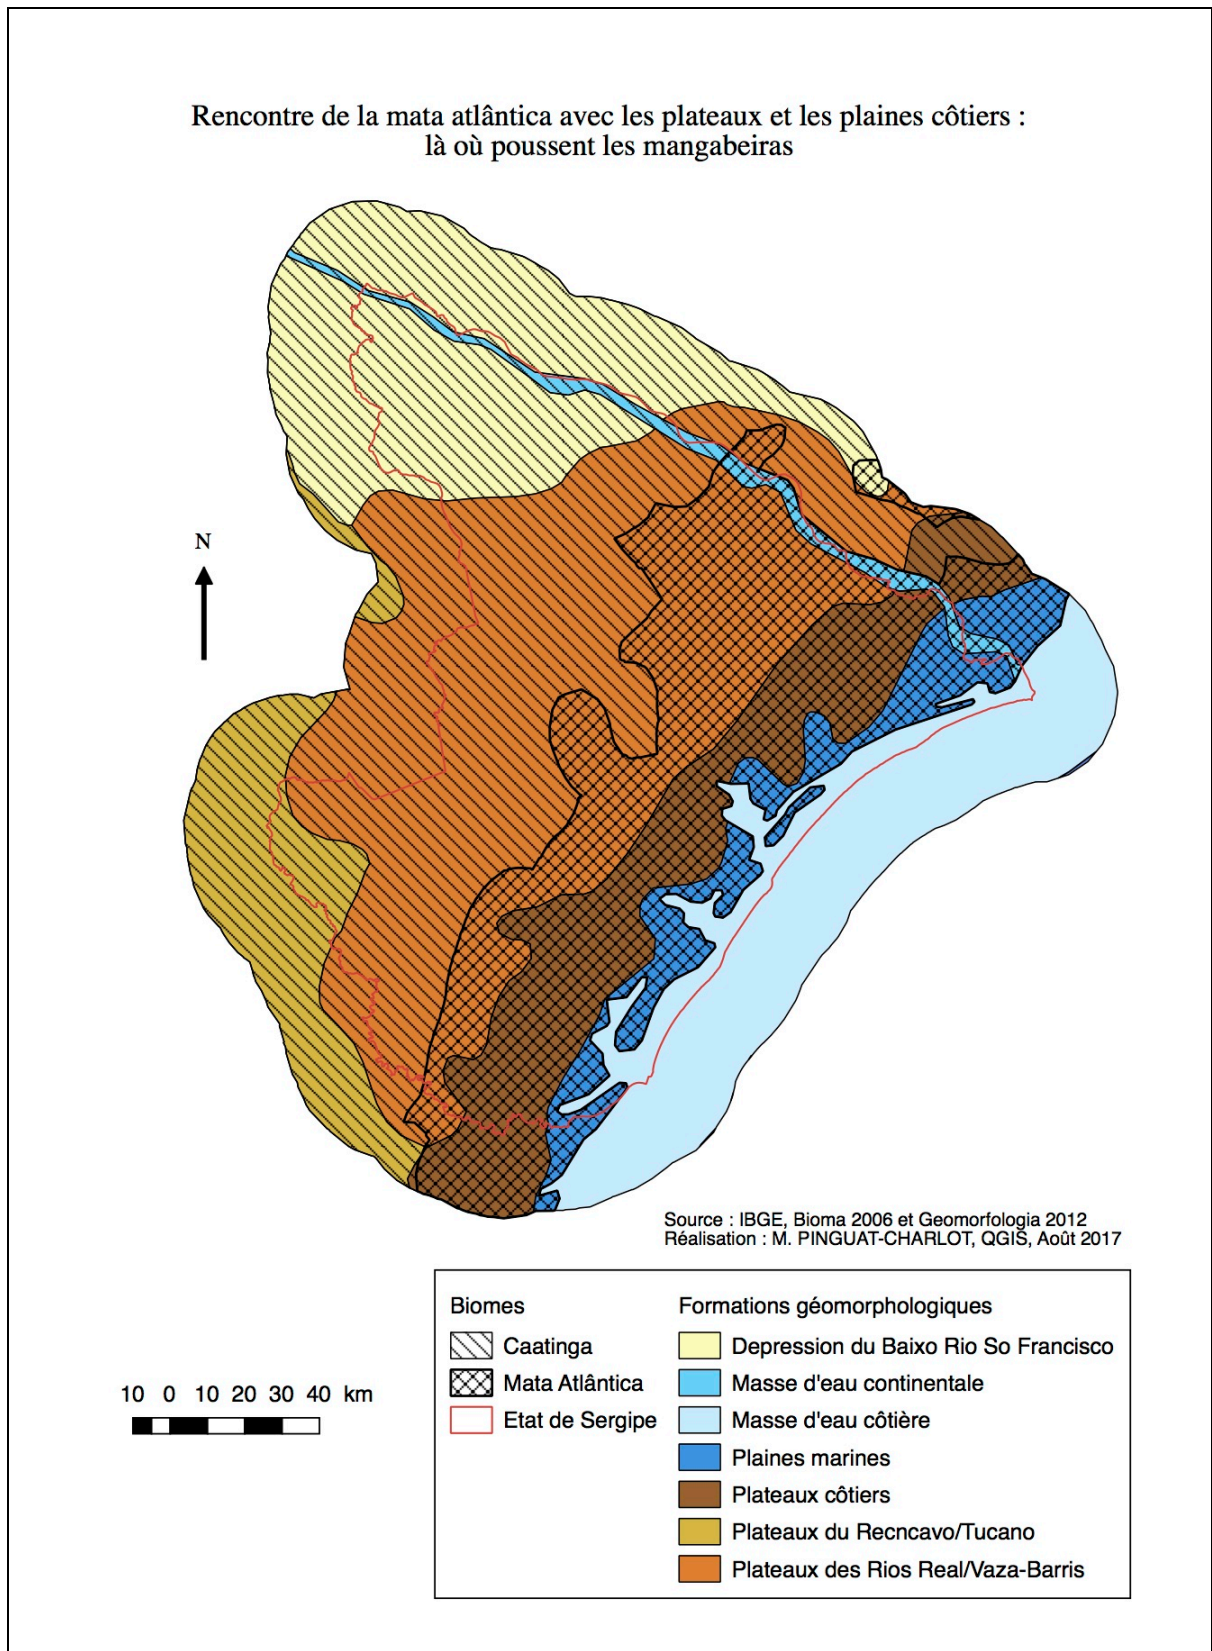 Rencontre de la mata atlântica avec les plateaux et les plaines côtiers :
là où poussent les mangabeiras
N
Source : IBGE, Bioma 2006 et Geomorfologia 2012
Réalisation : M. PINGUAT-CHARLOT, QGIS, Août 2017
10 0 10 20 30 40 km
Biomes
Caatinga
Mata Atlântica
Etat de Sergipe
Formations géomorphologiques
Depression du Baixo Rio So Francisco
Masse d'eau continentale
Masse d'eau côtière
Plaines marines
Plateaux côtiers
Plateaux du Recncavo/Tucano
Plateaux des Rios Real/Vaza-Barris